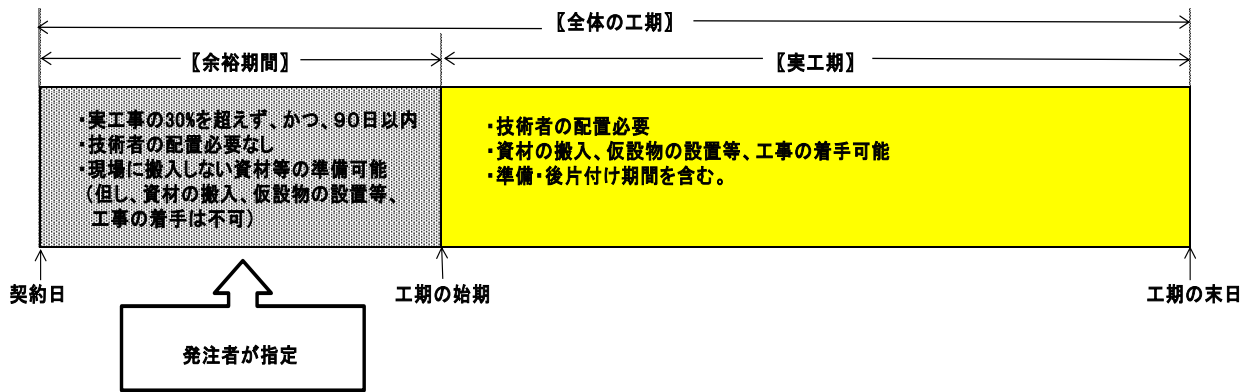 【全体の工期】
【余裕期間】
【実工期】
・実工事の30%を超えず、かつ、90日以内
・技術者の配置必要なし
・現場に搬入しない資材等の準備可能
(但し、資材の搬入、仮設物の設置等、
工事の着手は不可)
・技術者の配置必要
・資材の搬入、仮設物の設置等、工事の着手可能
・準備・後片付け期間を含む。
契約日
工期の始期
工期の末日
発注者が指定